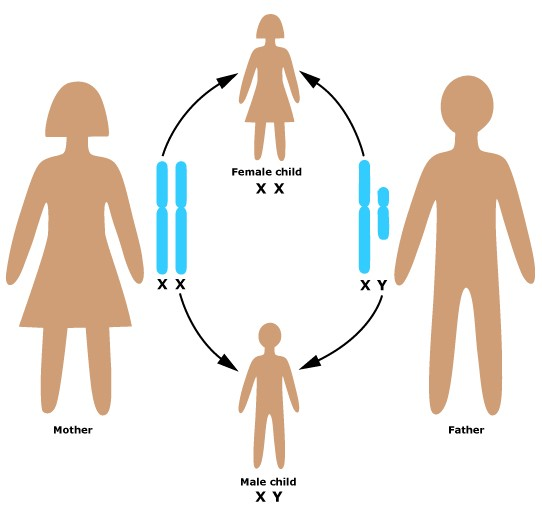 Female child
X X
X X
X Y
Mother
Father
Male child
X Y